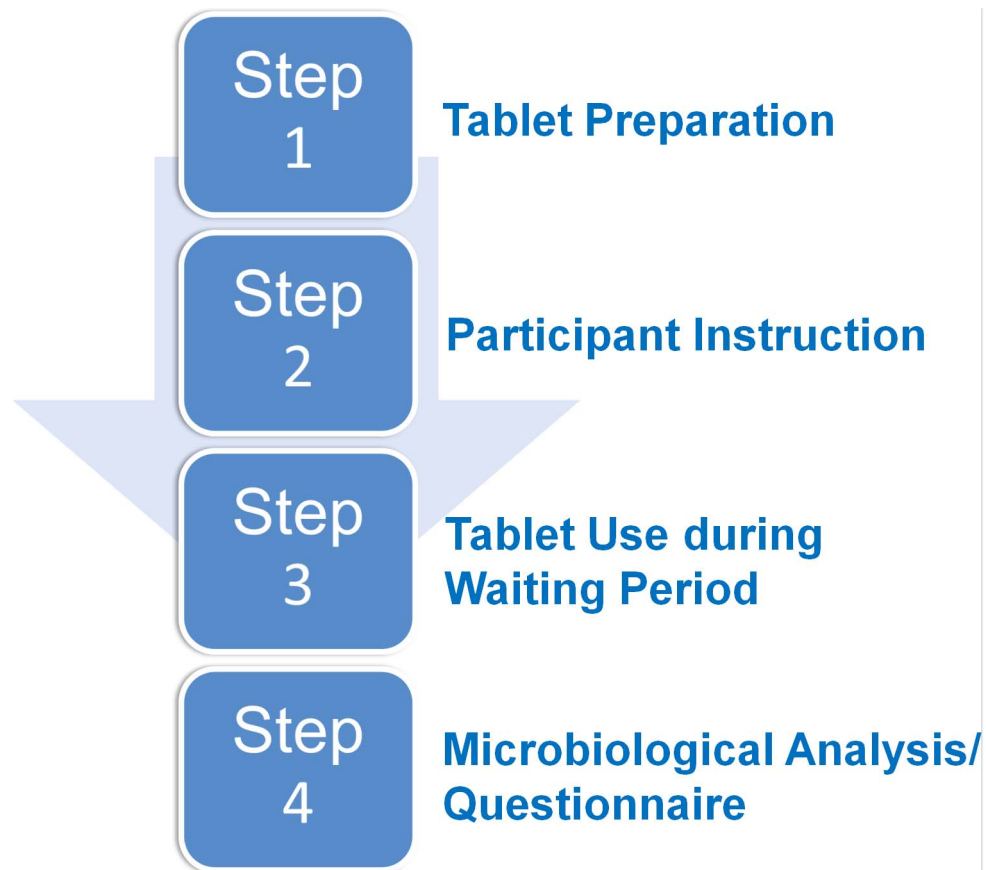 Step
1
Tablet Preparation
Step
2
Participant Instruction
Step
3
Tablet Use during
Waiting Period
Step
4
Microbiological Analysis/
Questionnaire